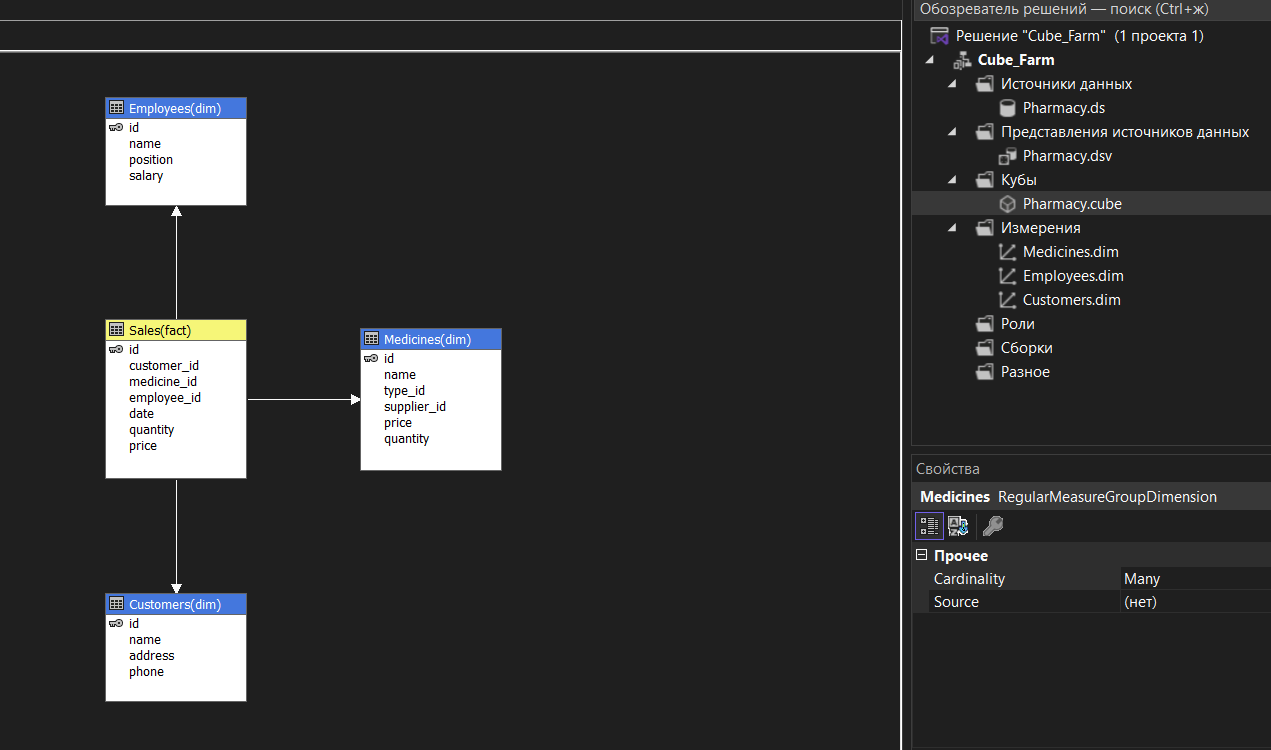 Employees(dim)
id
name
position
salary
Sales(fact)
id
customer_id
medicine_id
employee_id
date
quantity
price
Medicines(dim)
id
name
type_id
supplier_id
price
quantity
Customers(dim)
id
name
address
phone
Обозреватель решений — поиск (Ctrl+ж)
Решение "Cube_Farm" (1 проекта 1)
Cube_Farm
Источники данных
Pharmacy.ds
Представления источников данных
Pharmacy.dsv
Кубы
Pharmacy.cube
Измерения
Medicines.dim
Employees.dim
Customers.dim
Роли
Сборки
Разное
Свойства
Medicines RegularMeasureGroupDimension
Прочее
Cardinality Many
Source (нет)